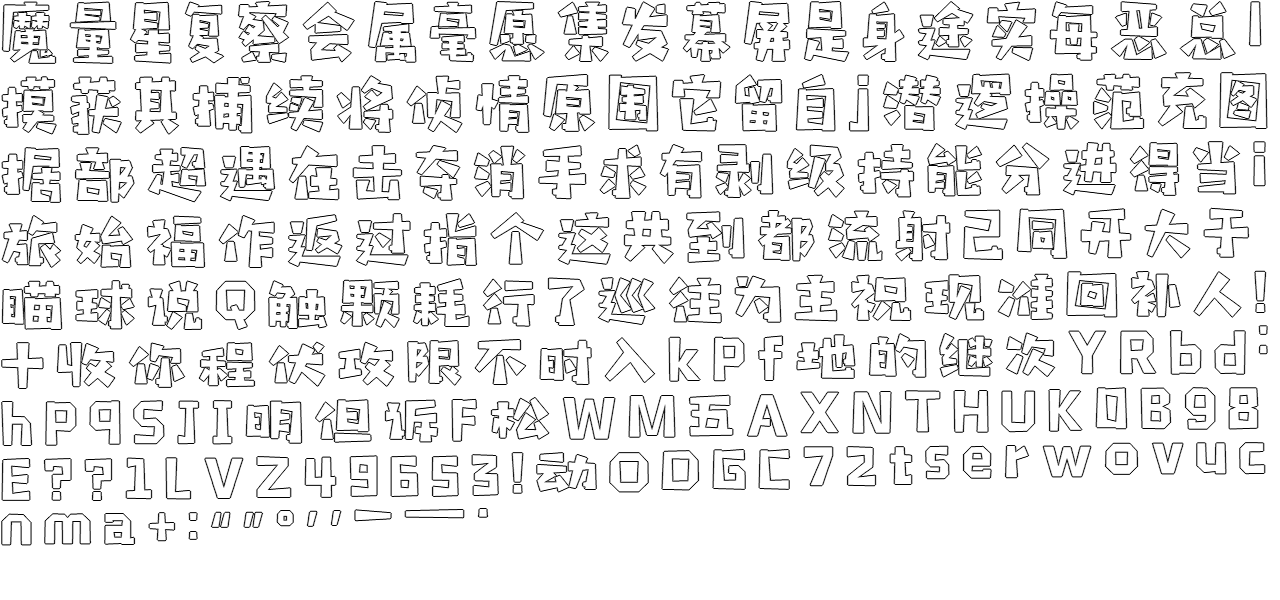 魔量星复察会属毫愿集发幕屏是身途实每恶总l
摸获其捕续将侦情原围它留自j潜逻操范充图
据部超遇在击夺消手求有剥级持能分进得当i
旅始福作返过指个这共到都流射己同开大于
瞄球说Q触颗耗行了巡往为主祝现准回补人!
十收你程伏攻限不时入kpf地的继次YRbd:
hPqSJI明但诉F松WM五AXNTHUKDB98
E??1LVZ49653!动OOGC72tserwovuc
nma+:“”°’‘一—.